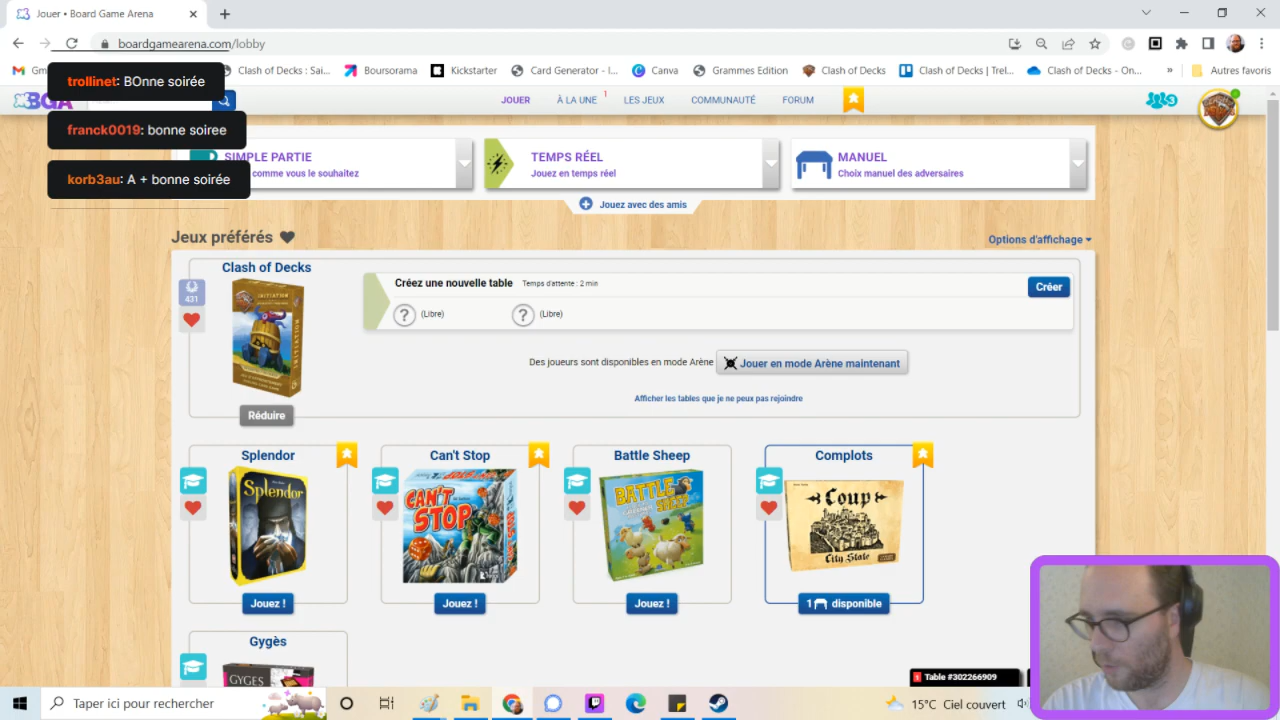 Jouer • Board Game Arena
boardgamearena.com/lobby
Gm
Clash of Decks : Sai...
Boursorama
Kickstarter
Card Generator - I...
Canva
Grammes Edition
Clash of Decks
Clash of Decks | Trel...
Clash of Decks - On...
»
Autres favoris
trollinet: BOnne soirée
franck0019: bonne soiree
korb3au: A + bonne soirée
BGA
JOUER
À LA UNE 1
LES JEUX
COMMUNAUTÉ
FORUM
3
SIMPLE PARTIE
comme vous le souhaitez
TEMPS RÉEL
Jouez en temps réel
MANUEL
Choix manuel des adversaires
Jouez avec des amis
Jeux préférés
Options d'affichage
Clash of Decks
431
INITIATION
INITIATION
Réduire
Créez une nouvelle table
Temps d'attente : 2 min
Créer
? (Libre)
? (Libre)
Des joueurs sont disponibles en mode Arène
Jouer en mode Arène maintenant
Afficher les tables que je ne peux pas rejoindre
Splendor
Splendor
Jouez !
Can't Stop
CAN'T STOP
Jouez !
Battle Sheep
BATTLE SHEEP
Jouez !
Complots
Coup
City State
1 disponible
Gygès
GYGES
Table #302266909
Taper ici pour rechercher
15°C Ciel couvert